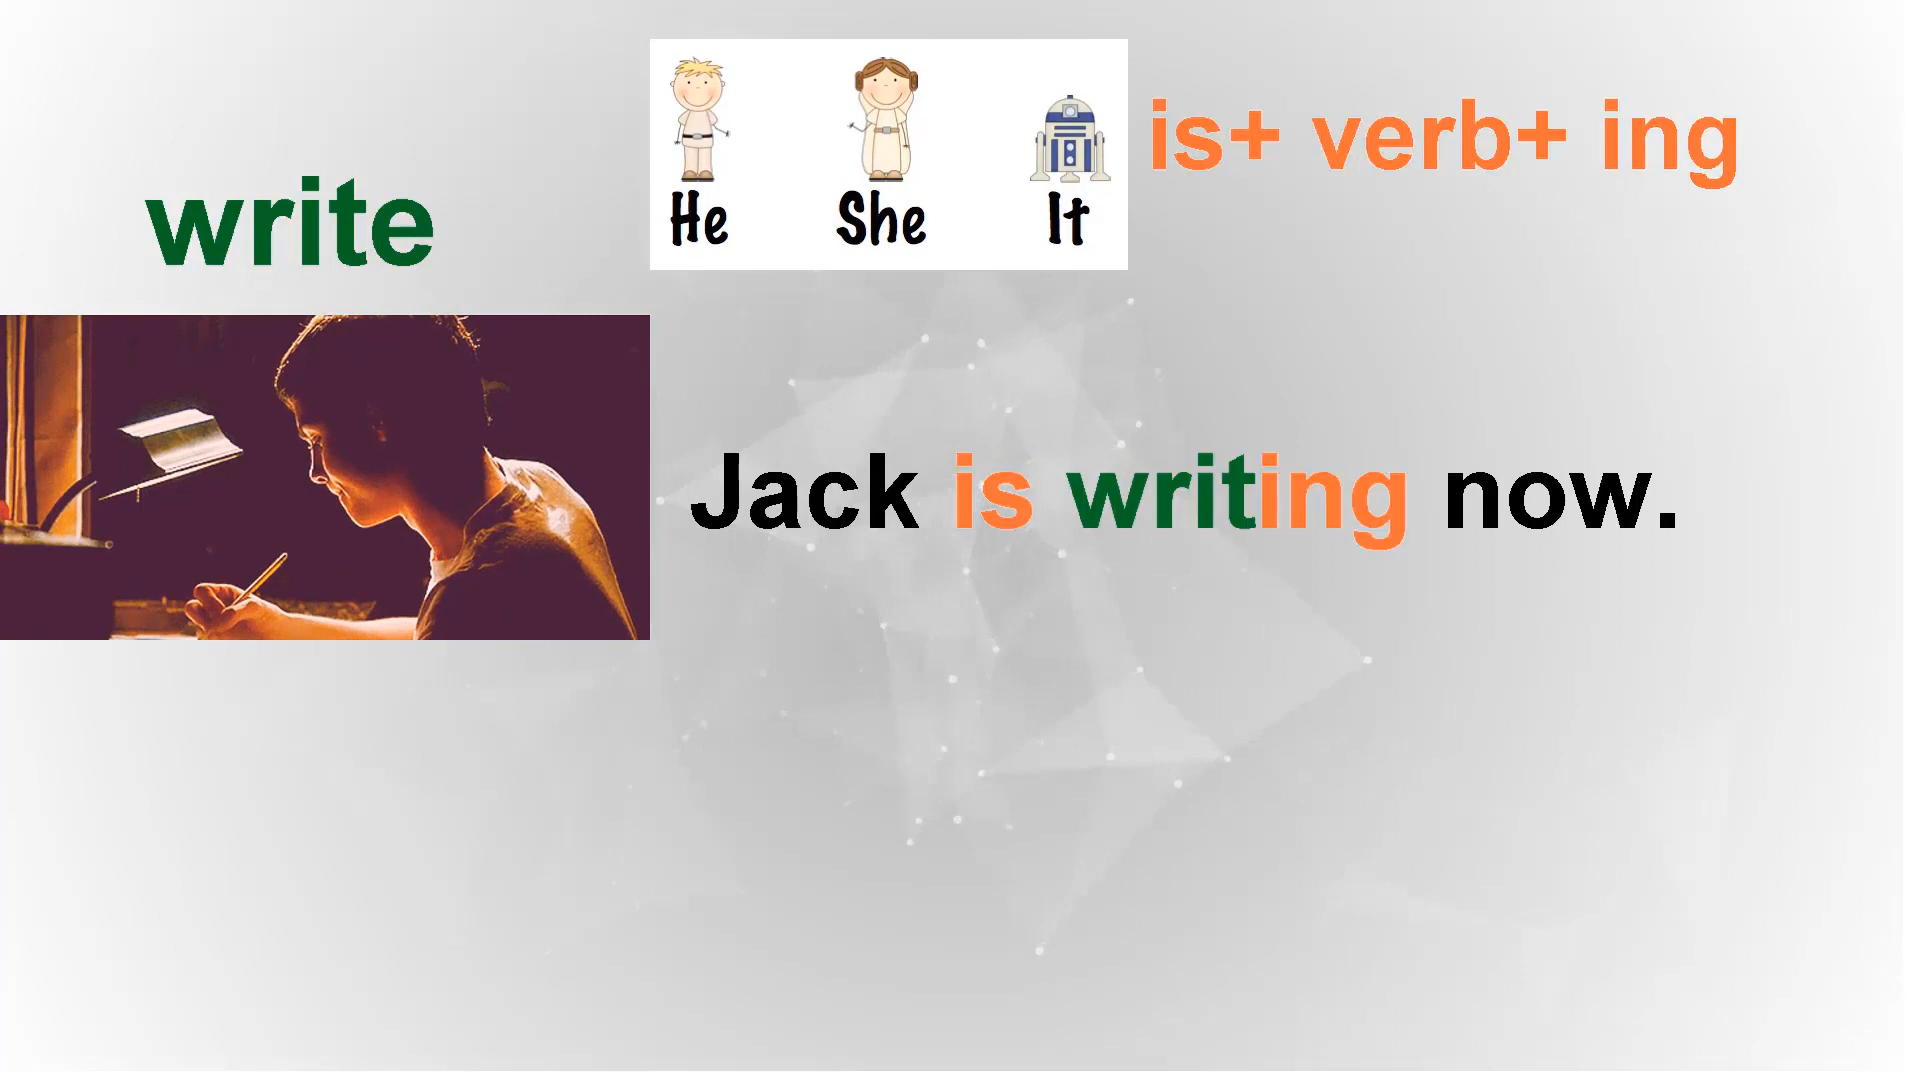 is+ verb+ ing
write
He She It
Jack is writing now.